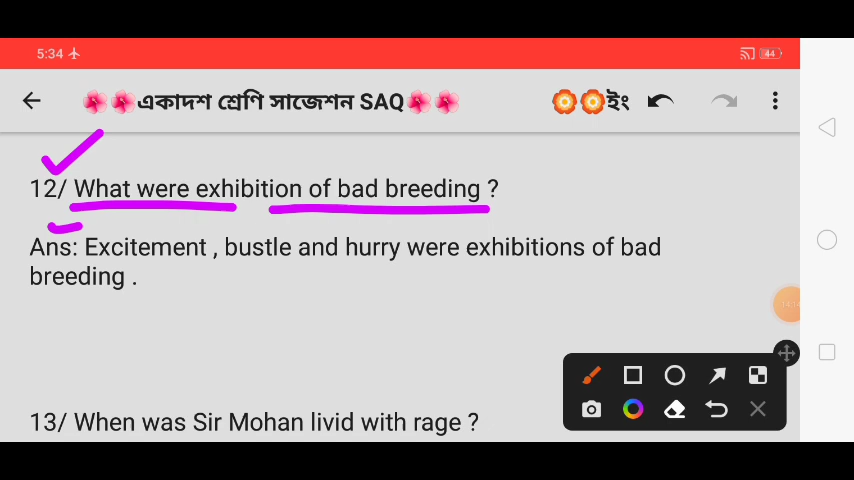 5:34 44
একাদশ শ্রেণি সাজেশন SAQ ইং
12/ What were exhibition of bad breeding ?
Ans: Excitement , bustle and hurry were exhibitions of bad
breeding .
13/ When was Sir Mohan livid with rage ?